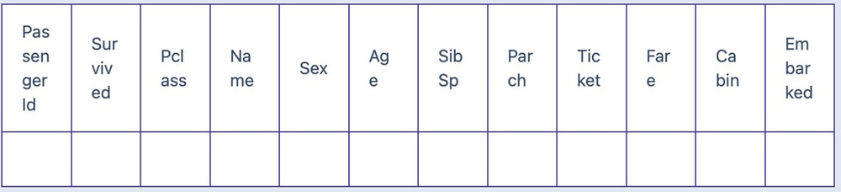 Pas
sen
ger
Id
Sur
viv
ed
Pcl
ass
Na
me
Sex
Ag
e
Sib
Sp
Par
ch
Tic
ket
Far
e
Ca
bin
Em
bar
ked